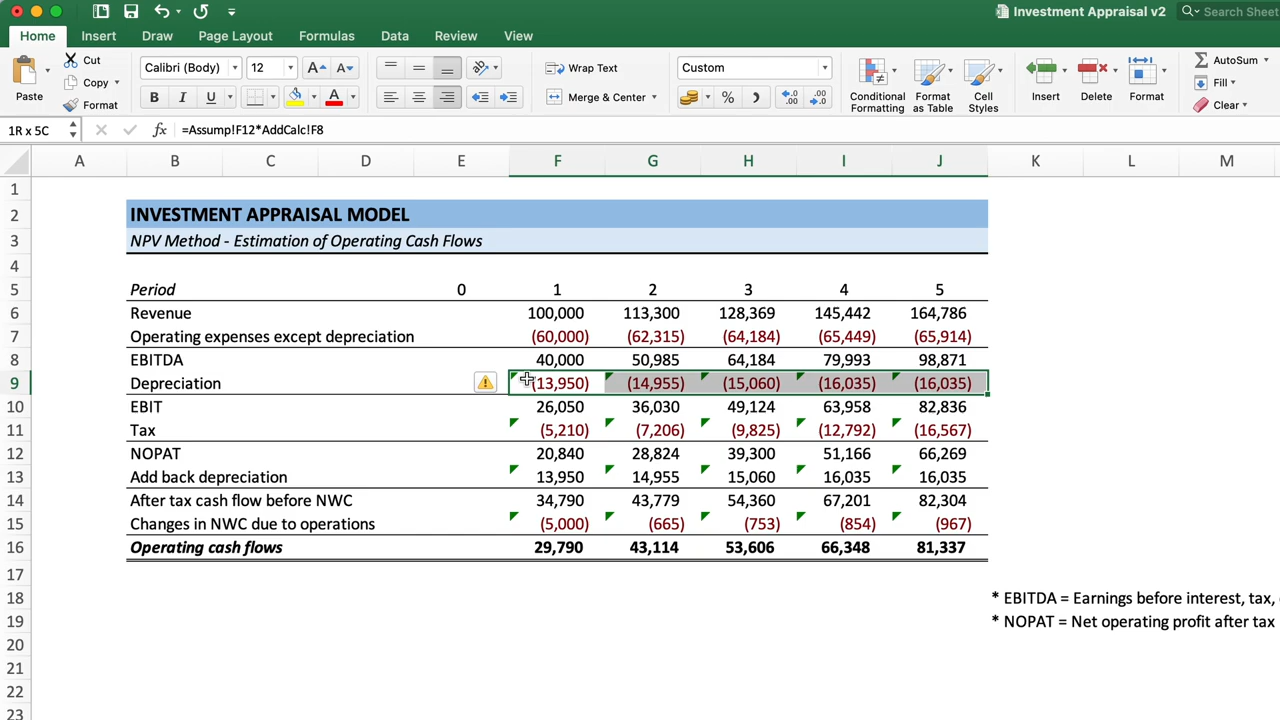 Investment Appraisal v2
Search Sheet
Home Insert Draw Page Layout Formulas Data Review View
Paste
Cut
Copy
Format
Calibri (Body) 12
B I U
Wrap Text
Merge & Center
Custom
%
Conditional Formatting
Format as Table
Cell Styles
Insert
Delete
Format
AutoSum
Fill
Clear
1R x 5C fx =Assump!F12*AddCalc!F8
A B C D E F G H I J K L M
1
2 INVESTMENT APPRAISAL MODEL
3 NPV Method - Estimation of Operating Cash Flows
4
5 Period 0 1 2 3 4 5
6 Revenue 100,000 113,300 128,369 145,442 164,786
7 Operating expenses except depreciation (60,000) (62,315) (64,184) (65,449) (65,914)
8 EBITDA 40,000 50,985 64,184 79,993 98,871
9 Depreciation (13,950) (14,955) (15,060) (16,035) (16,035)
10 EBIT 26,050 36,030 49,124 63,958 82,836
11 Tax (5,210) (7,206) (9,825) (12,792) (16,567)
12 NOPAT 20,840 28,824 39,300 51,166 66,269
13 Add back depreciation 13,950 14,955 15,060 16,035 16,035
14 After tax cash flow before NWC 34,790 43,779 54,360 67,201 82,304
15 Changes in NWC due to operations (5,000) (665) (753) (854) (967)
16 Operating cash flows 29,790 43,114 53,606 66,348 81,337
17
18 * EBITDA = Earnings before interest, tax,
19 * NOPAT = Net operating profit after tax
20
21
22
23